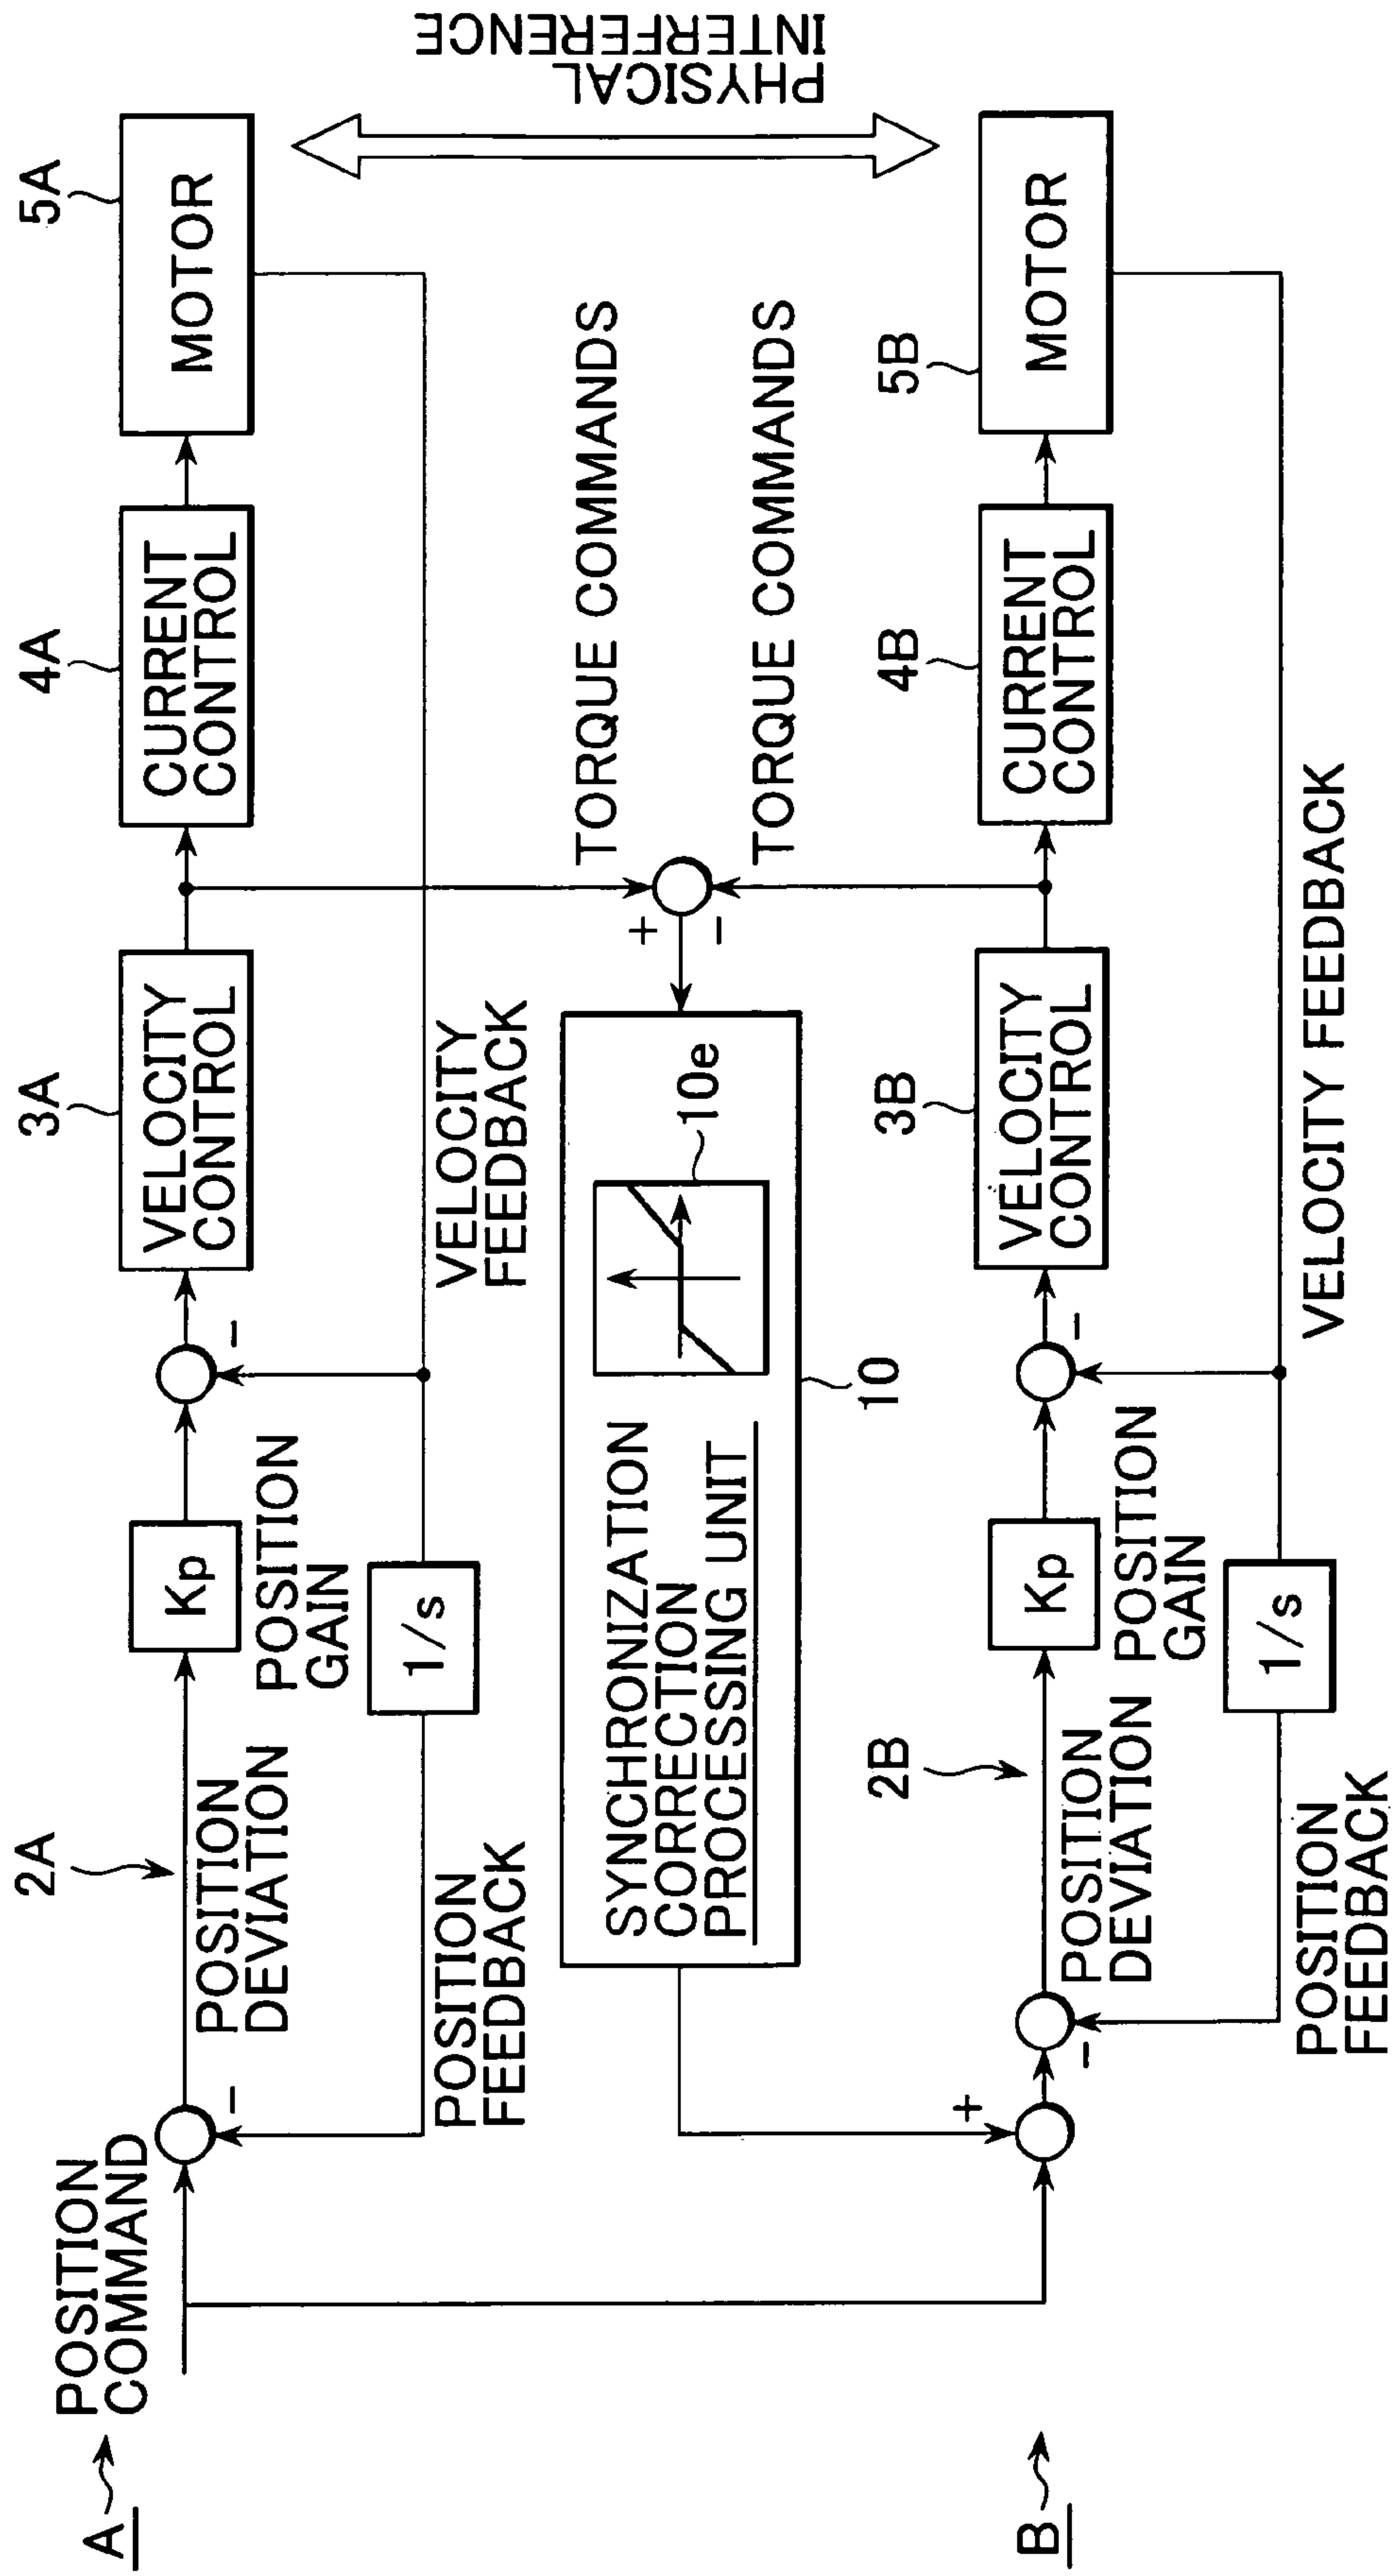 A
POSITION
COMMAND
-
2A
POSITION
DEVIATION
Kp
POSITION
GAIN
-
3A
VELOCITY
CONTROL
4A
CURRENT
CONTROL
5A
MOTOR
1/s
POSITION
FEEDBACK
VELOCITY
FEEDBACK
PHYSICAL
INTERFERENCE
TORQUE COMMANDS
+
-
TORQUE COMMANDS
SYNCHRONIZATION
CORRECTION
PROCESSING UNIT
10e
10
B
+
-
2B
POSITION
DEVIATION
Kp
POSITION
GAIN
-
3B
VELOCITY
CONTROL
4B
CURRENT
CONTROL
5B
MOTOR
1/s
POSITION
FEEDBACK
VELOCITY FEEDBACK